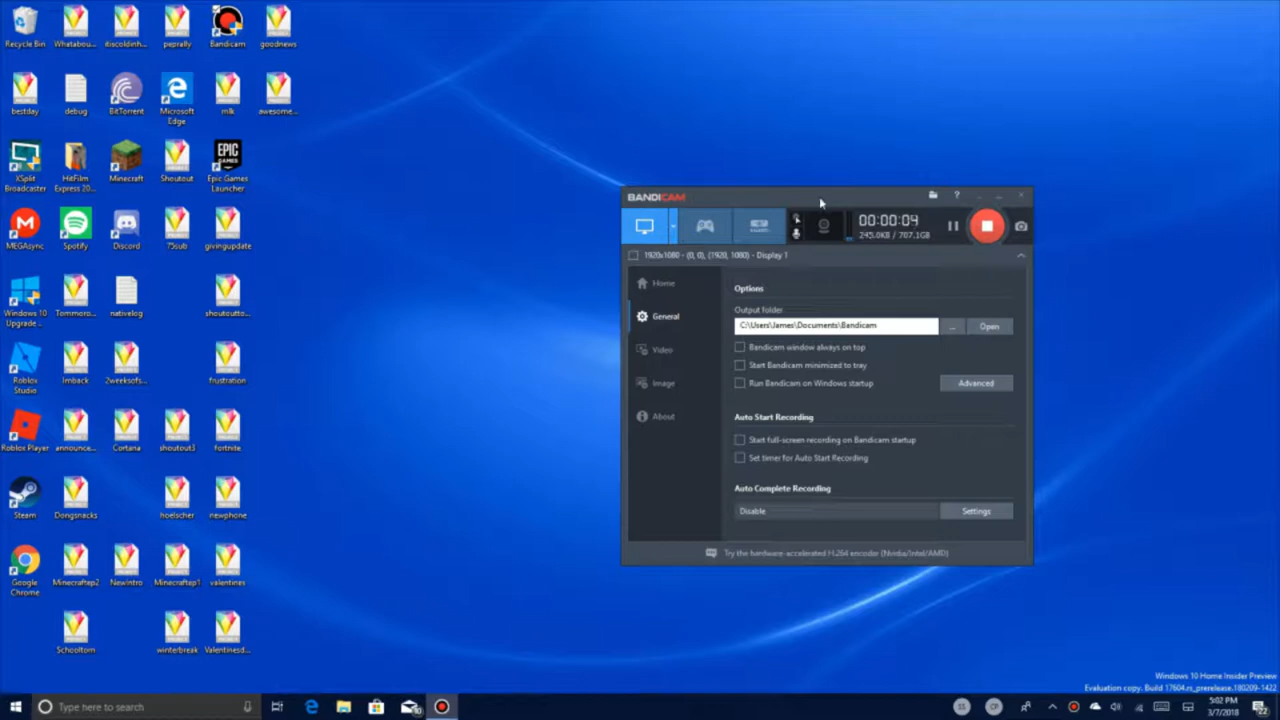 Recycle Bin
Whatabou...
discoldinh...
peprally
Bandicam
goodnews
bestday
debug
BitTorrent
Microsoft
Edge
mlk
awesome...
XSplit
Broadcaster
HitFilm
Express 20...
Minecraft
Shoutout
EPIC
GAMES
Epic Games
Launcher
MEGAsync
Spotify
Discord
75sub
givingupdate
Windows 10
Upgrade...
Tommoro...
nativelog
shoutoutto...
Roblox
Studio
Imback
2weeksofs...
frustration
Roblox Player
announce...
Cortana
shoutout3
fortnite
Steam
Dongsnacks
hoelscher
newphone
Google
Chrome
Minecraftep2
NewIntro
Minecraftep1
valentines
Schooltom
winterbreak
Valentinesd...
BANDICAM
?
00:00:04
245.0KB / 707.1GB
1920x1080 - (0, 0), (1920, 1080) - Display 1
Home
General
Video
Image
About
Options
Output folder
C:\Users\James\Documents\Bandicam
...
Open
Bandicam window always on top
Start Bandicam minimized to tray
Run Bandicam on Windows startup
Advanced
Auto Start Recording
Start full-screen recording on Bandicam startup
Set timer for Auto Start Recording
Auto Complete Recording
Disable
Settings
Try the hardware-accelerated H.264 encoder (Nvidia/Intel/AMD)
Windows 10 Home Insider Preview
Evaluation copy. Build 17604.rs_prerelease.180209-1422
Type here to search
5:02 PM
3/7/2018
22